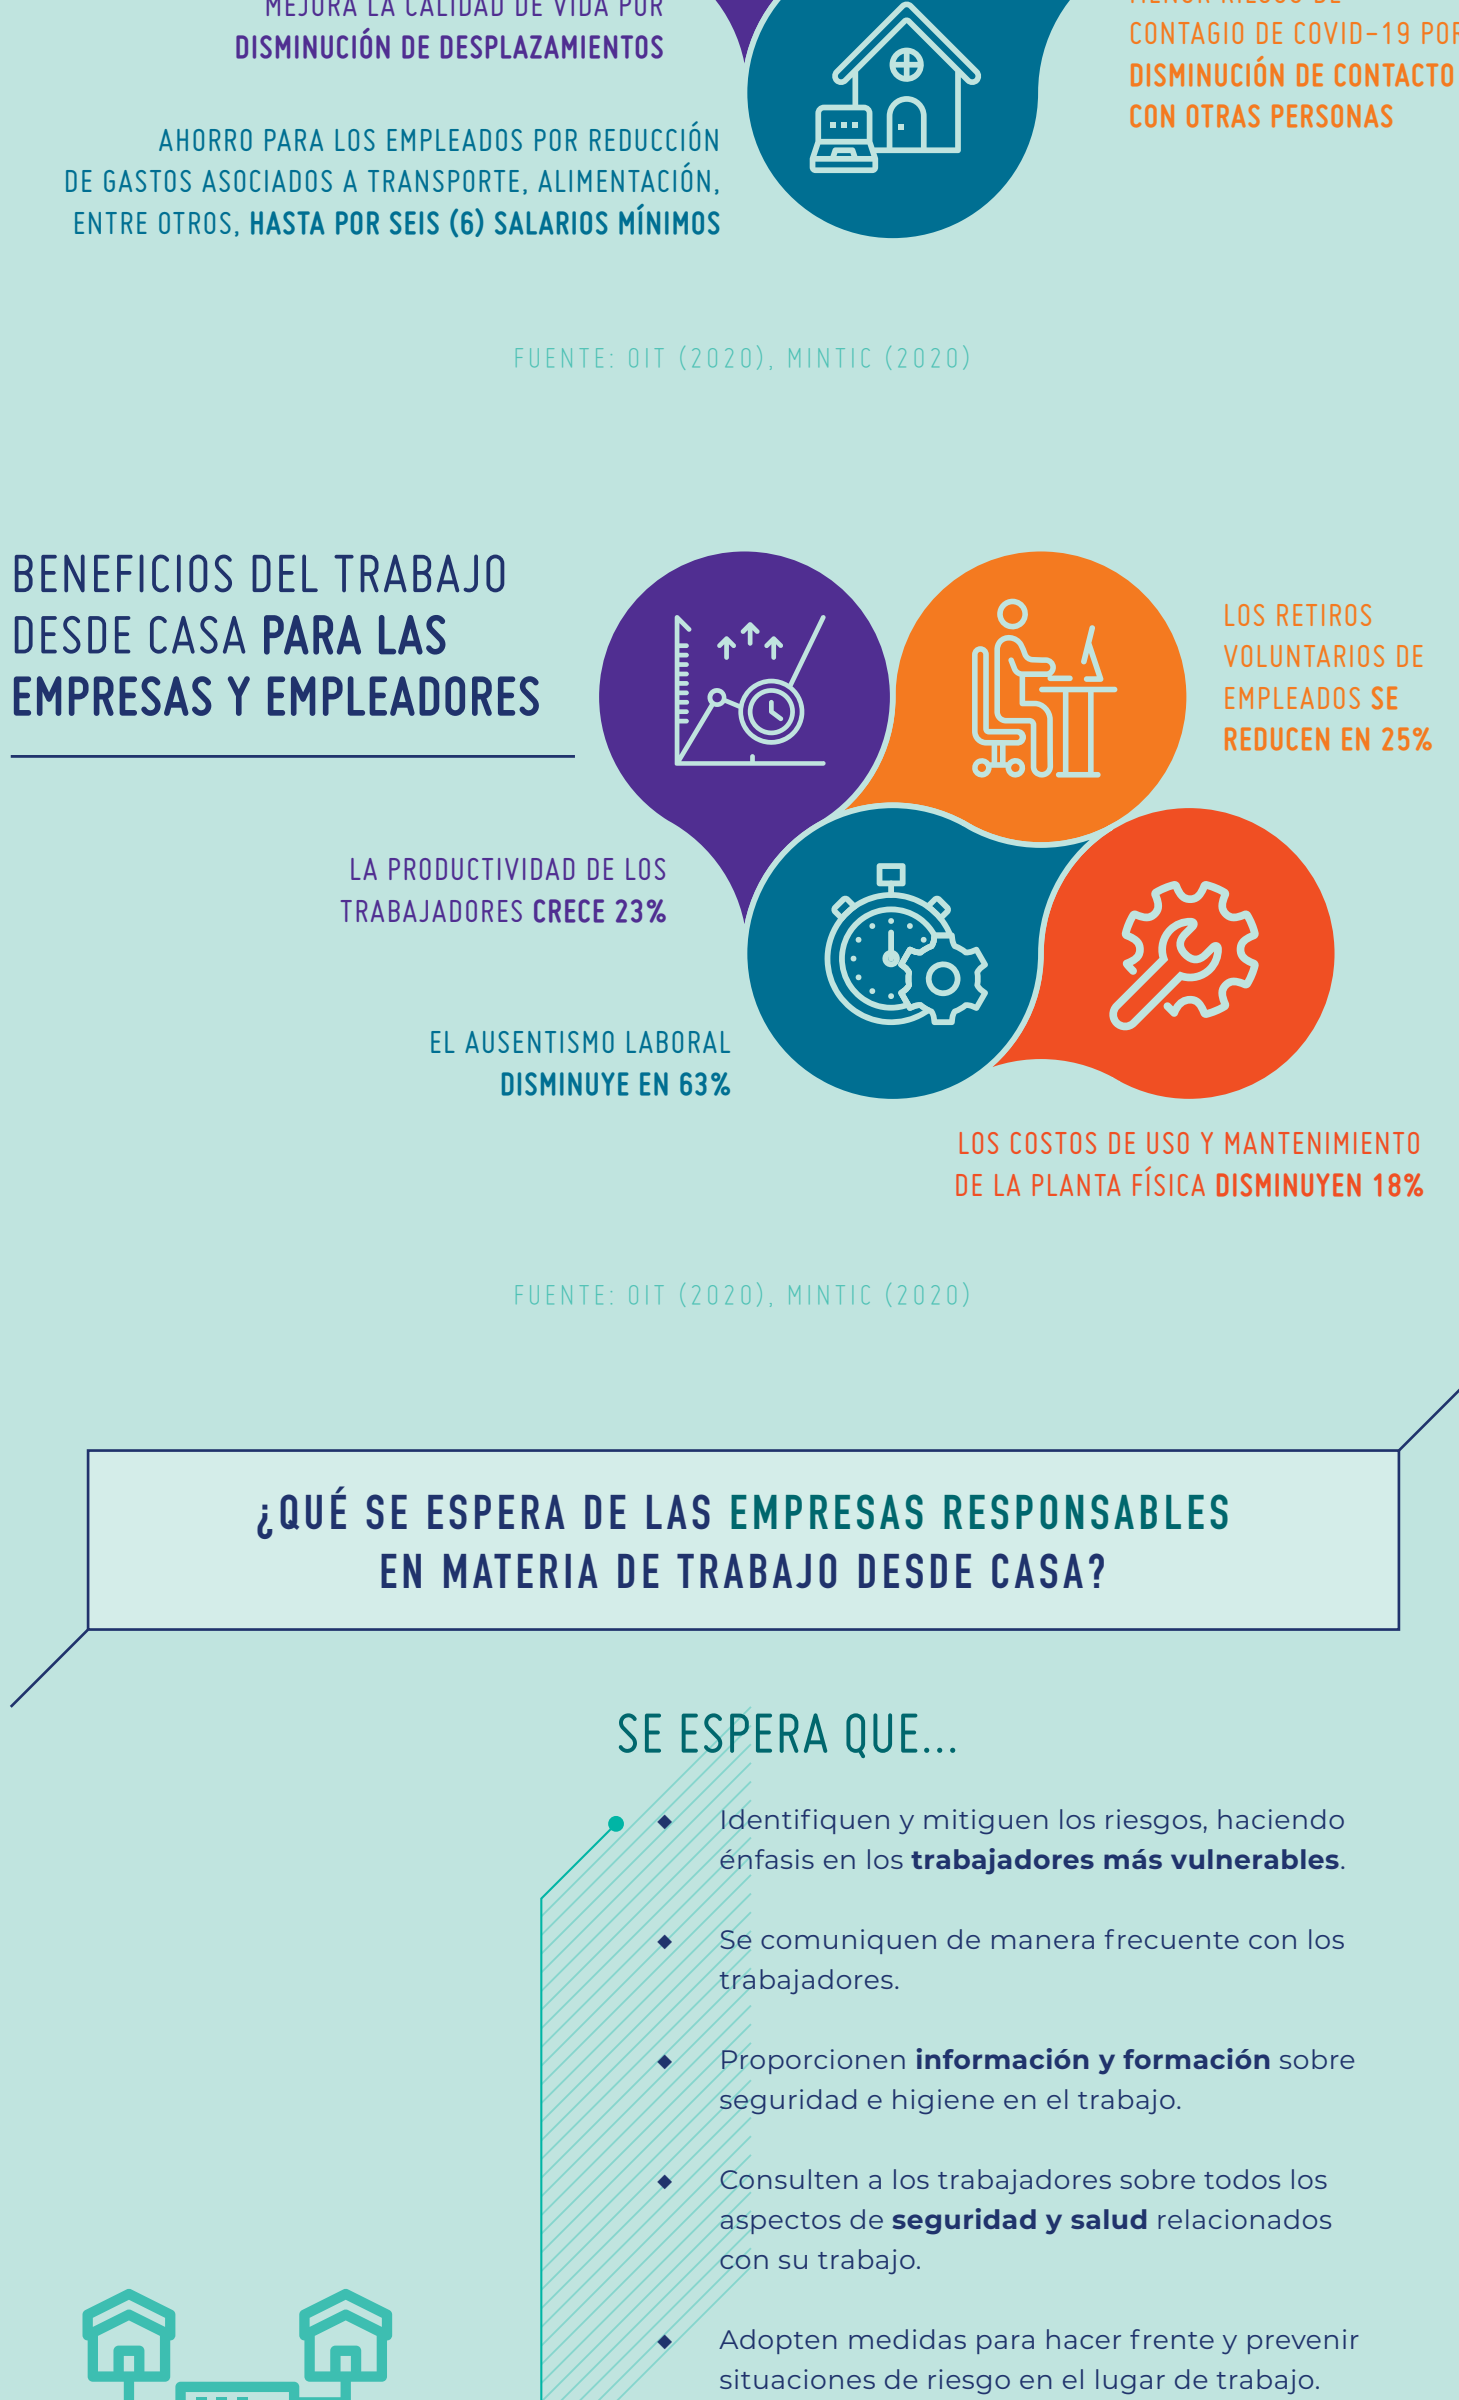 MEJORA LA CALIDAD DE VIDA POR
DISMINUCIÓN DE DESPLAZAMIENTOS
MENOR RIESGO DE
CONTAGIO DE COVID-19 POR
DISMINUCIÓN DE CONTACTO
CON OTRAS PERSONAS
AHORRO PARA LOS EMPLEADOS POR REDUCCIÓN
DE GASTOS ASOCIADOS A TRANSPORTE, ALIMENTACIÓN,
ENTRE OTROS, HASTA POR SEIS (6) SALARIOS MÍNIMOS
FUENTE: OIT (2020), MINTIC (2020)
BENEFICIOS DEL TRABAJO
DESDE CASA PARA LAS
EMPRESAS Y EMPLEADORES
LOS RETIROS
VOLUNTARIOS DE
EMPLEADOS SE
REDUCEN EN 25%
LA PRODUCTIVIDAD DE LOS
TRABAJADORES CRECE 23%
EL AUSENTISMO LABORAL
DISMINUYE EN 63%
LOS COSTOS DE USO Y MANTENIMIENTO
DE LA PLANTA FÍSICA DISMINUYEN 18%
FUENTE: OIT (2020), MINTIC (2020)
¿QUÉ SE ESPERA DE LAS EMPRESAS RESPONSABLES
EN MATERIA DE TRABAJO DESDE CASA?
SE ESPERA QUE...
◆ Identifiquen y mitiguen los riesgos, haciendo
énfasis en los trabajadores más vulnerables.
◆ Se comuniquen de manera frecuente con los
trabajadores.
◆ Proporcionen información y formación sobre
seguridad e higiene en el trabajo.
◆ Consulten a los trabajadores sobre todos los
aspectos de seguridad y salud relacionados
con su trabajo.
◆ Adopten medidas para hacer frente y prevenir
situaciones de riesgo en el lugar de trabajo.